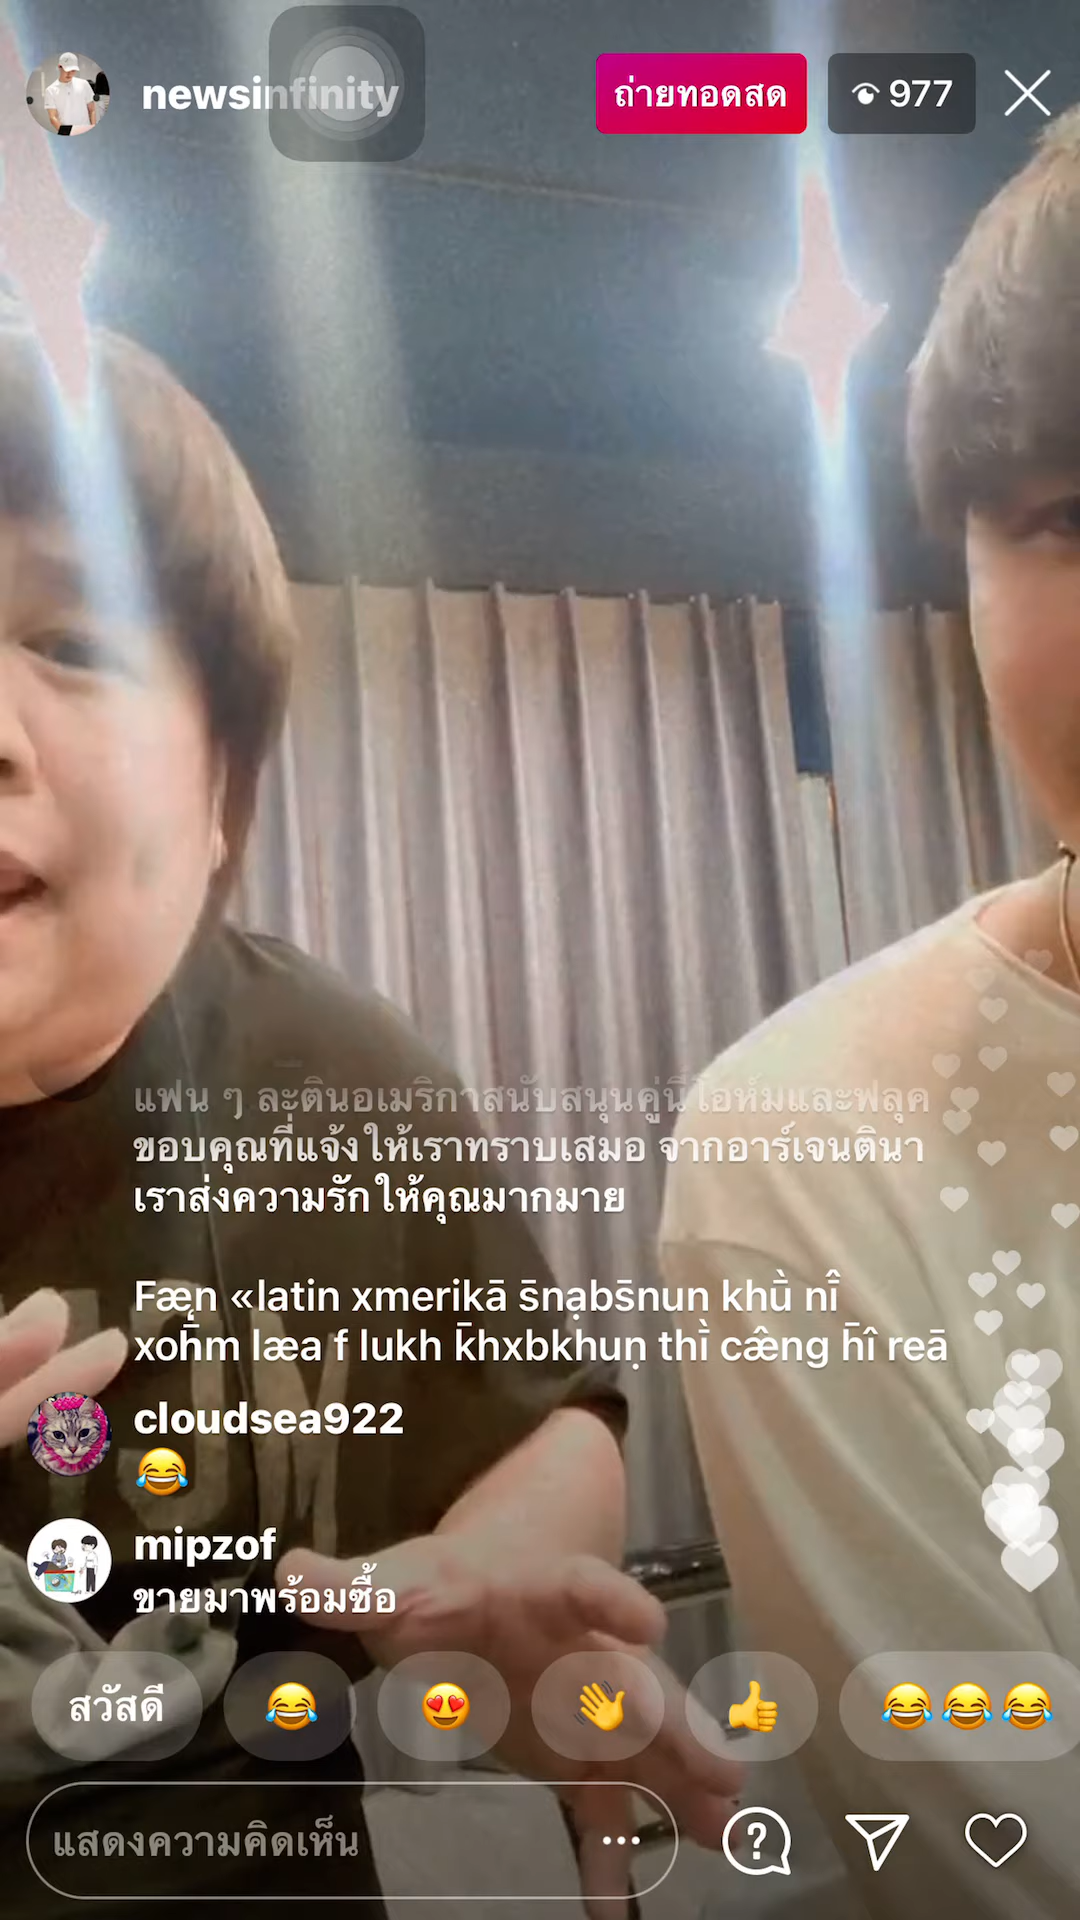 newsinfinity
ถ่ายทอดสด
977
แฟน ๆ ละตินอเมริกาสนับสนุนคู่นี้โอห์มและฟลุค
ขอบคุณที่แจ้งให้เราทราบเสมอ จากอาร์เจนตินา
เราส่งความรักให้คุณมากมาย
Fæn «latin xmerikā s̄nạbs̄nun khū̀ nî̂
xoh̄̒m læa f lukh k̄hxbkhuṇ thī̀ cæ̂ng h̄ı̂ reā
cloudsea922
😂
mipzof
ขายมาพร้อมซื้อ
สวัสดี 😂 😍 👋 👍 😂😂😂
แสดงความคิดเห็น